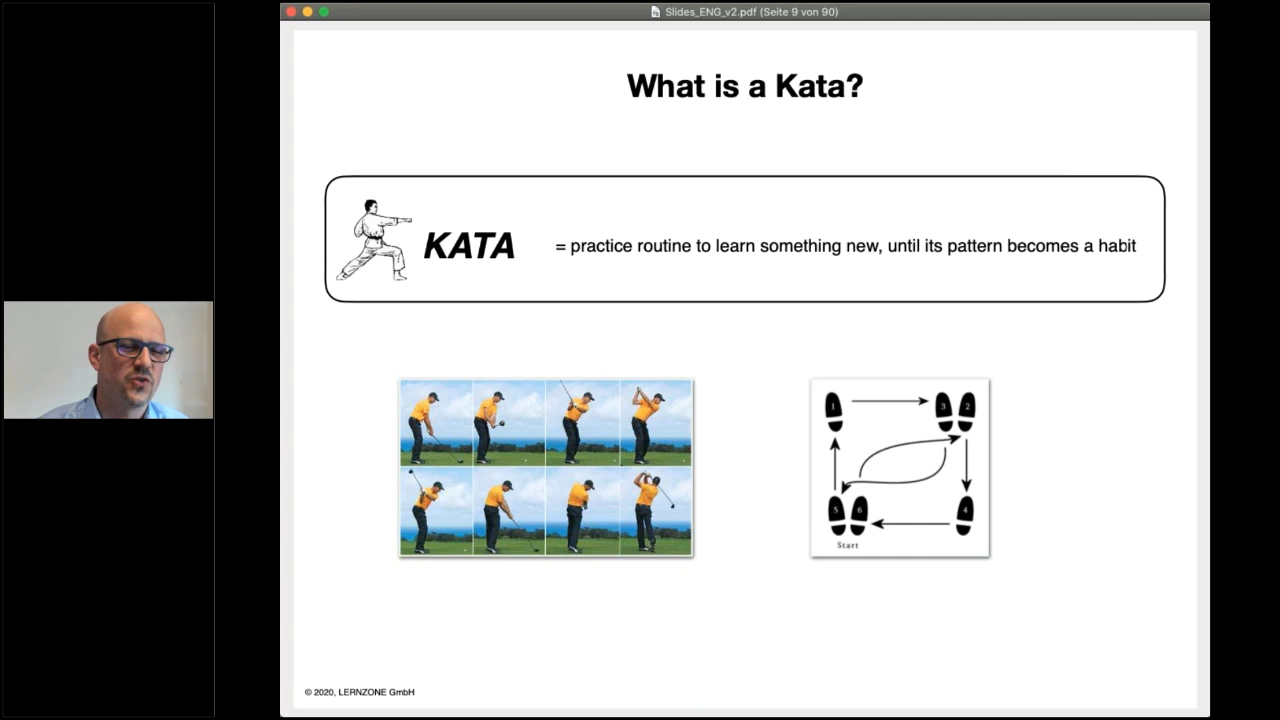 Slides_ENG_v2.pdf (Seite 9 von 90)
What is a Kata?
KATA = practice routine to learn something new, until its pattern becomes a habit
1 3 2
5 6 4
Start
© 2020, LERNZONE GmbH